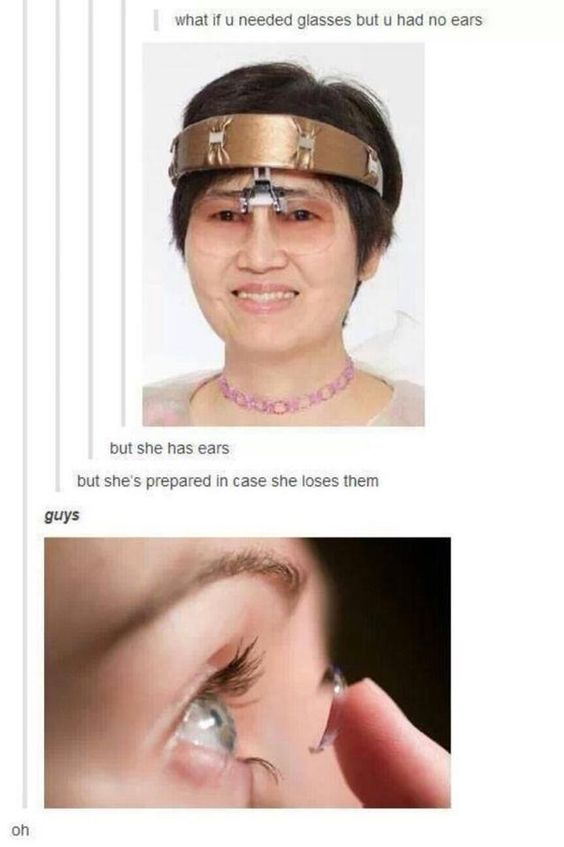 what if u needed glasses but u had no ears
but she has ears
but she's prepared in case she loses them
guys
oh